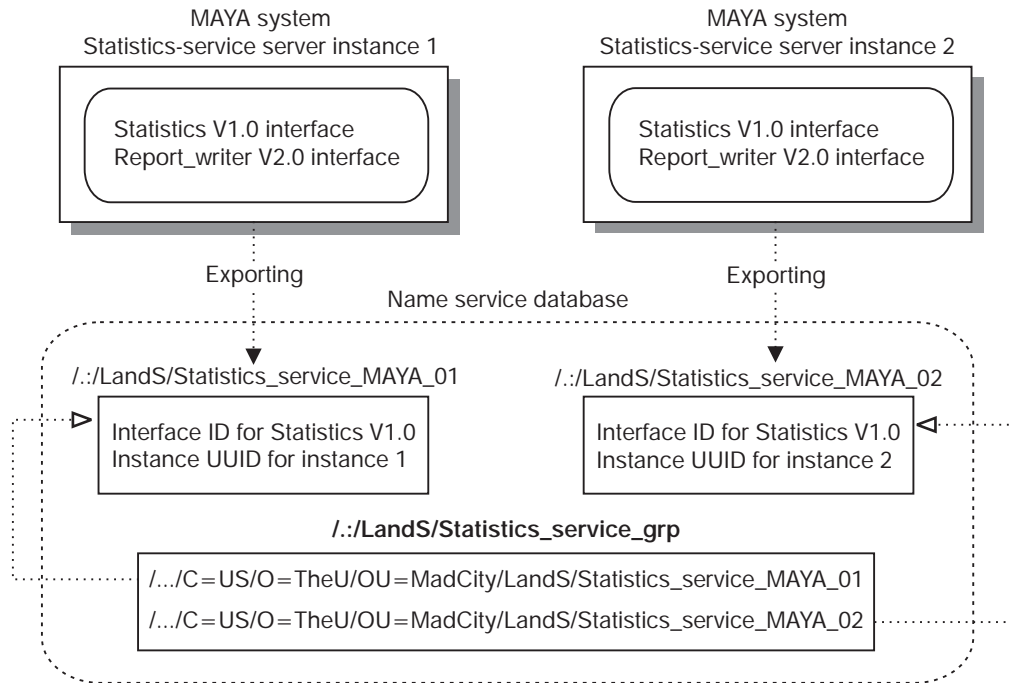 MAYA system
Statistics-service server instance 1
MAYA system
Statistics-service server instance 2
Statistics V1.0 interface
Report_writer V2.0 interface
Statistics V1.0 interface
Report_writer V2.0 interface
Exporting
Exporting
Name service database
/.:/LandS/Statistics_service_MAYA_01
/.:/LandS/Statistics_service_MAYA_02
Interface ID for Statistics V1.0
Instance UUID for instance 1
Interface ID for Statistics V1.0
Instance UUID for instance 2
/.:/LandS/Statistics_service_grp
/.../C=US/O=TheU/OU=MadCity/LandS/Statistics_service_MAYA_01
/.../C=US/O=TheU/OU=MadCity/LandS/Statistics_service_MAYA_02